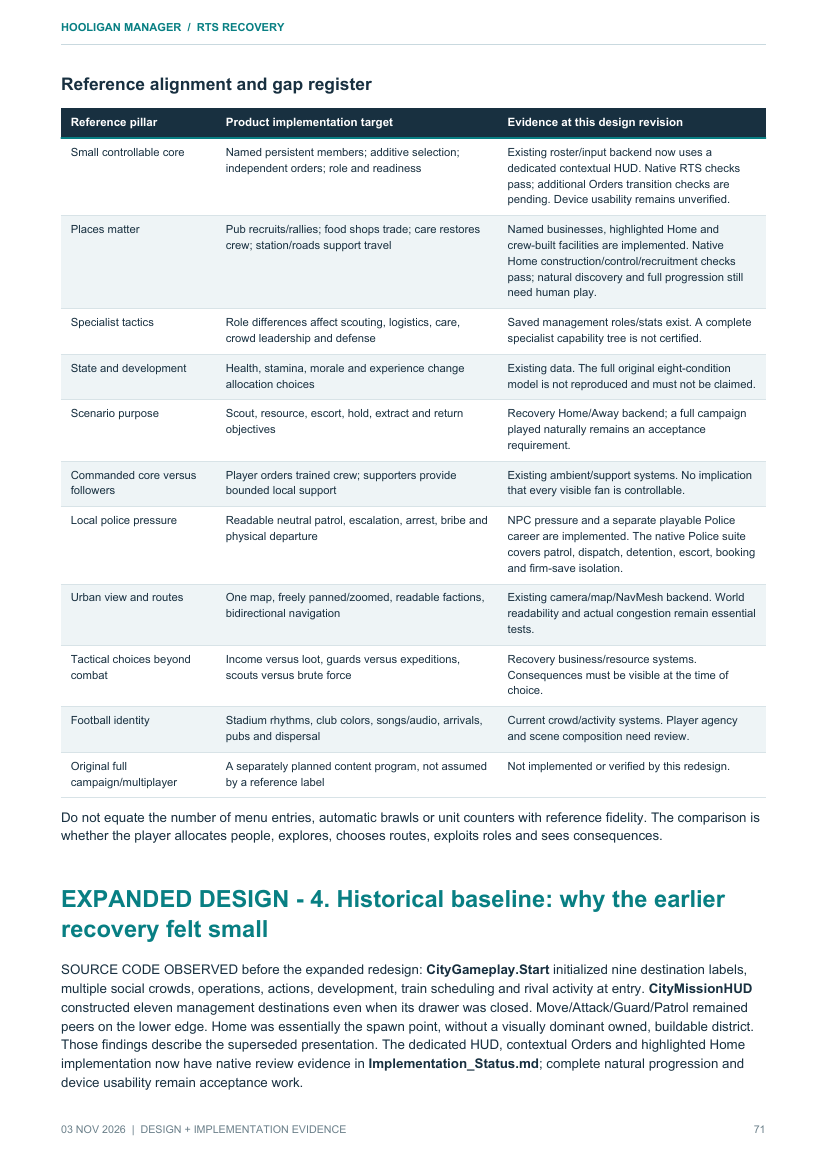 HOOLIGAN MANAGER / RTS RECOVERY
Reference alignment and gap register
Reference pillar
Product implementation target
Evidence at this design revision
Small controllable core
Named persistent members; additive selection;
independent orders; role and readiness
Existing roster/input backend now uses a
dedicated contextual HUD. Native RTS checks
pass; additional Orders transition checks are
pending. Device usability remains unverified.
Places matter
Pub recruits/rallies; food shops trade; care restores
crew; station/roads support travel
Named businesses, highlighted Home and
crew-built facilities are implemented. Native
Home construction/control/recruitment checks
pass; natural discovery and full progression still
need human play.
Specialist tactics
Role differences affect scouting, logistics, care,
crowd leadership and defense
Saved management roles/stats exist. A complete
specialist capability tree is not certified.
State and development
Health, stamina, morale and experience change
allocation choices
Existing data. The full original eight-condition
model is not reproduced and must not be claimed.
Scenario purpose
Scout, resource, escort, hold, extract and return
objectives
Recovery Home/Away backend; a full campaign
played naturally remains an acceptance
requirement.
Commanded core versus
followers
Player orders trained crew; supporters provide
bounded local support
Existing ambient/support systems. No implication
that every visible fan is controllable.
Local police pressure
Readable neutral patrol, escalation, arrest, bribe and
physical departure
NPC pressure and a separate playable Police
career are implemented. The native Police suite
covers patrol, dispatch, detention, escort, booking
and firm-save isolation.
Urban view and routes
One map, freely panned/zoomed, readable factions,
bidirectional navigation
Existing camera/map/NavMesh backend. World
readability and actual congestion remain essential
tests.
Tactical choices beyond
combat
Income versus loot, guards versus expeditions,
scouts versus brute force
Recovery business/resource systems.
Consequences must be visible at the time of
choice.
Football identity
Stadium rhythms, club colors, songs/audio, arrivals,
pubs and dispersal
Current crowd/activity systems. Player agency
and scene composition need review.
Original full
campaign/multiplayer
A separately planned content program, not assumed
by a reference label
Not implemented or verified by this redesign.
Do not equate the number of menu entries, automatic brawls or unit counters with reference fidelity. The comparison is
whether the player allocates people, explores, chooses routes, exploits roles and sees consequences.
EXPANDED DESIGN - 4. Historical baseline: why the earlier
recovery felt small
SOURCE CODE OBSERVED before the expanded redesign: CityGameplay.Start initialized nine destination labels,
multiple social crowds, operations, actions, development, train scheduling and rival activity at entry. CityMissionHUD
constructed eleven management destinations even when its drawer was closed. Move/Attack/Guard/Patrol remained
peers on the lower edge. Home was essentially the spawn point, without a visually dominant owned, buildable district.
Those findings describe the superseded presentation. The dedicated HUD, contextual Orders and highlighted Home
implementation now have native review evidence in Implementation_Status.md; complete natural progression and
device usability remain acceptance work.
03 NOV 2026 | DESIGN + IMPLEMENTATION EVIDENCE
71